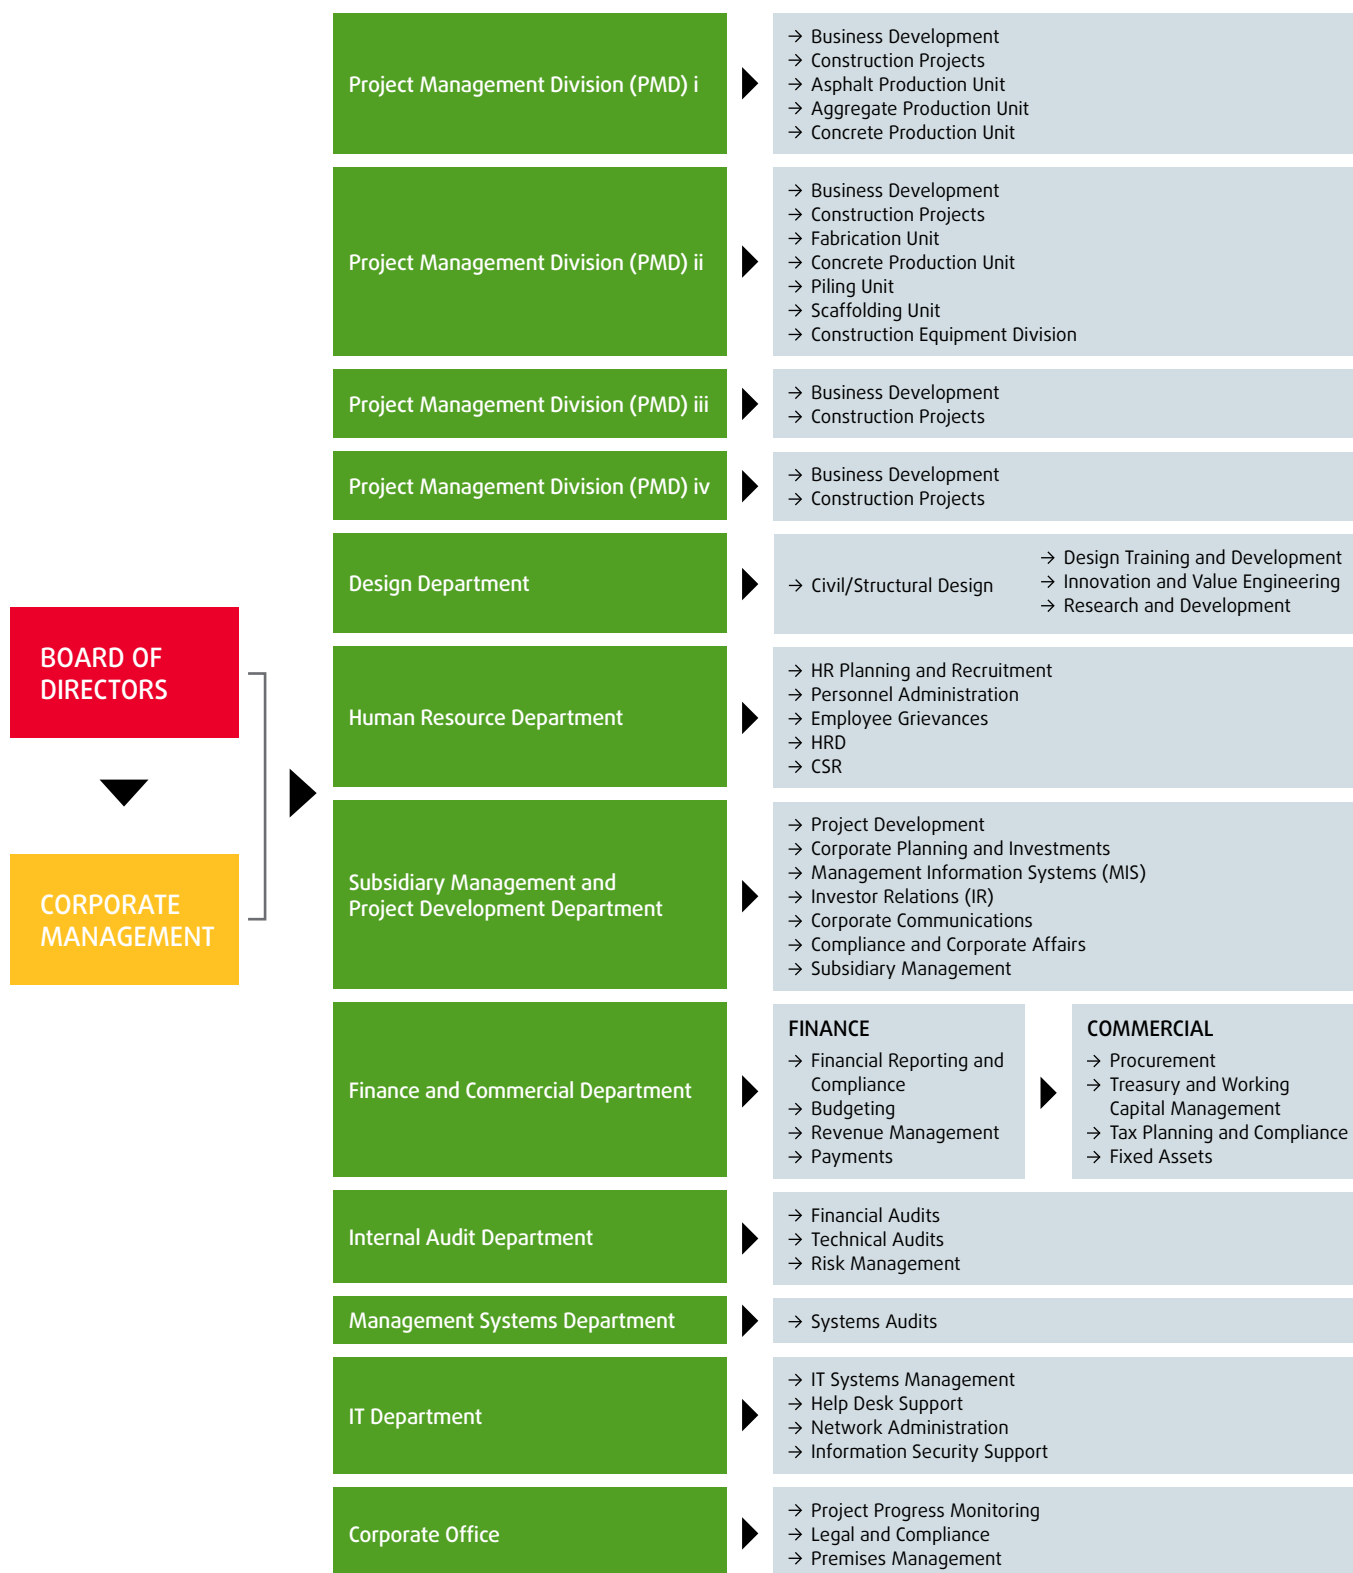 BOARD OF
DIRECTORS
CORPORATE
MANAGEMENT
Project Management Division (PMD) i
→ Business Development
→ Construction Projects
→ Asphalt Production Unit
→ Aggregate Production Unit
→ Concrete Production Unit
Project Management Division (PMD) ii
→ Business Development
→ Construction Projects
→ Fabrication Unit
→ Concrete Production Unit
→ Piling Unit
→ Scaffolding Unit
→ Construction Equipment Division
Project Management Division (PMD) iii
→ Business Development
→ Construction Projects
Project Management Division (PMD) iv
→ Business Development
→ Construction Projects
Design Department
→ Civil/Structural Design
→ Design Training and Development
→ Innovation and Value Engineering
→ Research and Development
Human Resource Department
→ HR Planning and Recruitment
→ Personnel Administration
→ Employee Grievances
→ HRD
→ CSR
Subsidiary Management and
Project Development Department
→ Project Development
→ Corporate Planning and Investments
→ Management Information Systems (MIS)
→ Investor Relations (IR)
→ Corporate Communications
→ Compliance and Corporate Affairs
→ Subsidiary Management
Finance and Commercial Department
FINANCE
→ Financial Reporting and
Compliance
→ Budgeting
→ Revenue Management
→ Payments
COMMERCIAL
→ Procurement
→ Treasury and Working
Capital Management
→ Tax Planning and Compliance
→ Fixed Assets
Internal Audit Department
→ Financial Audits
→ Technical Audits
→ Risk Management
Management Systems Department
→ Systems Audits
IT Department
→ IT Systems Management
→ Help Desk Support
→ Network Administration
→ Information Security Support
Corporate Office
→ Project Progress Monitoring
→ Legal and Compliance
→ Premises Management